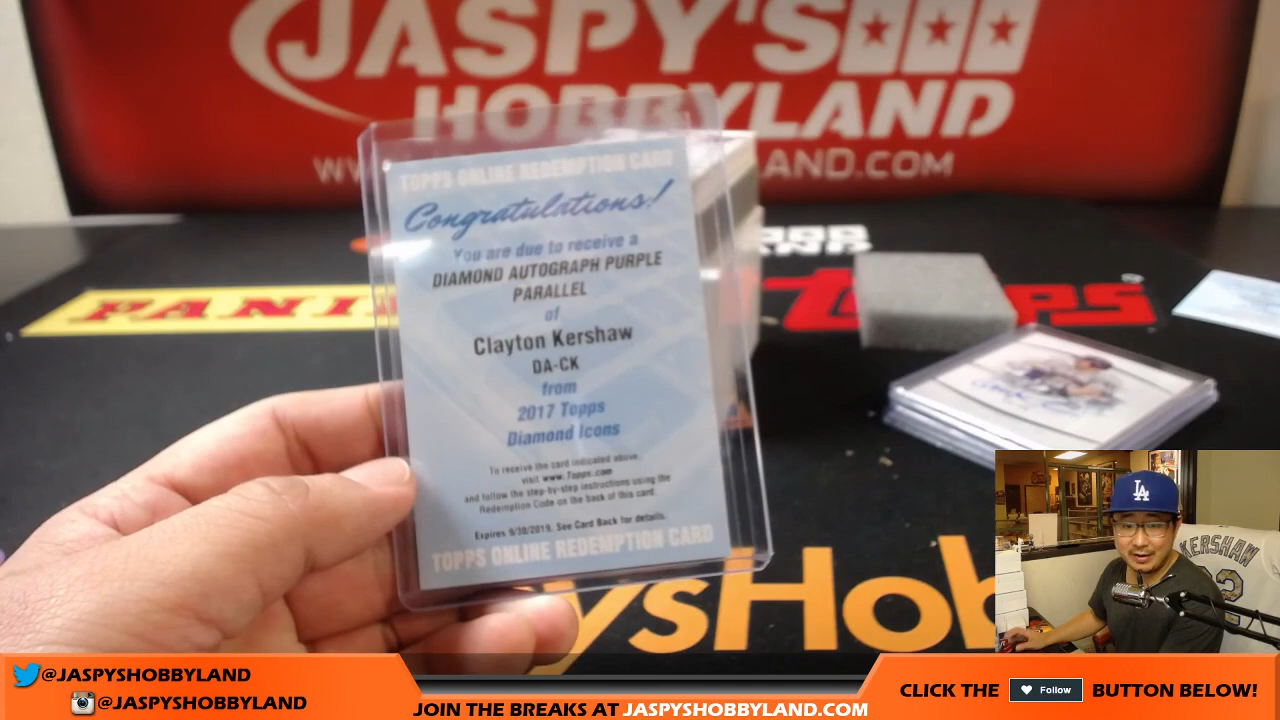 JASPY'S
HOBBYLAND
WW
AND.COM
TOPPS ONLINE REDEMPTION CARD
Congratulations!
You are due to receive a
DIAMOND AUTOGRAPH PURPLE
PARALLEL
of
Clayton Kershaw
DA-CK
from
2017 Topps
Diamond Icons
To receive the card indicated above,
visit www.Topps.com
and follow the step-by-step instructions using the
Redemption Code on the back of this card.
Expires 9/30/2019. See Card Back for details.
TOPPS ONLINE REDEMPTION CARD
PANI
LAND
TOPPS
ysHob
LA
KERSHAW
@JASPYSHOBBYLAND
@JASPYSHOBBYLAND
JOIN THE BREAKS AT JASPYSHOBBYLAND.COM
CLICK THE Follow BUTTON BELOW!